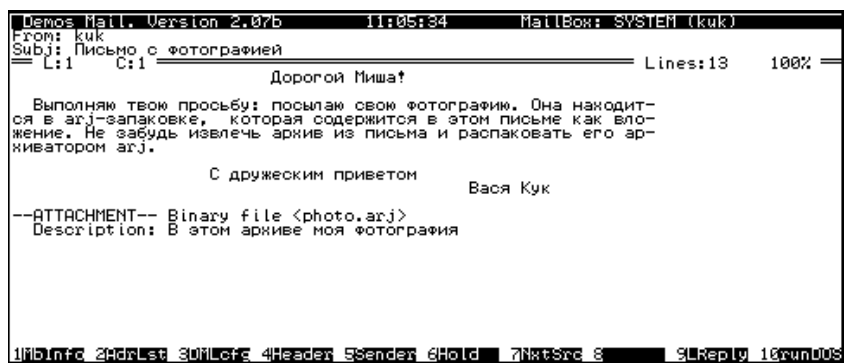 Demos Mail. Version 2.07b 11:05:34 MailBox: SYSTEM (kuk)
From: kuk
Subj: Письмо с фотографией
L:1 C:1 Lines:13 100%
Дорогой Миша!
Выполняю твою просьбу: посылаю свою фотографию. Она находит-
ся в arj-запаковке, которая содержится в этом письме как вло-
жение. Не забудь извлечь архив из письма и распаковать его ар-
хиватором arj.
С дружеским приветом
Вася Кук
--ATTACHMENT-- Binary file <photo.arj>
Description: В этом архиве моя фотография
1MbInfo 2AdrLst 3DMLcfg 4Header 5Sender 6Hold 7NxtSrc 8 9LReply 10runDOS